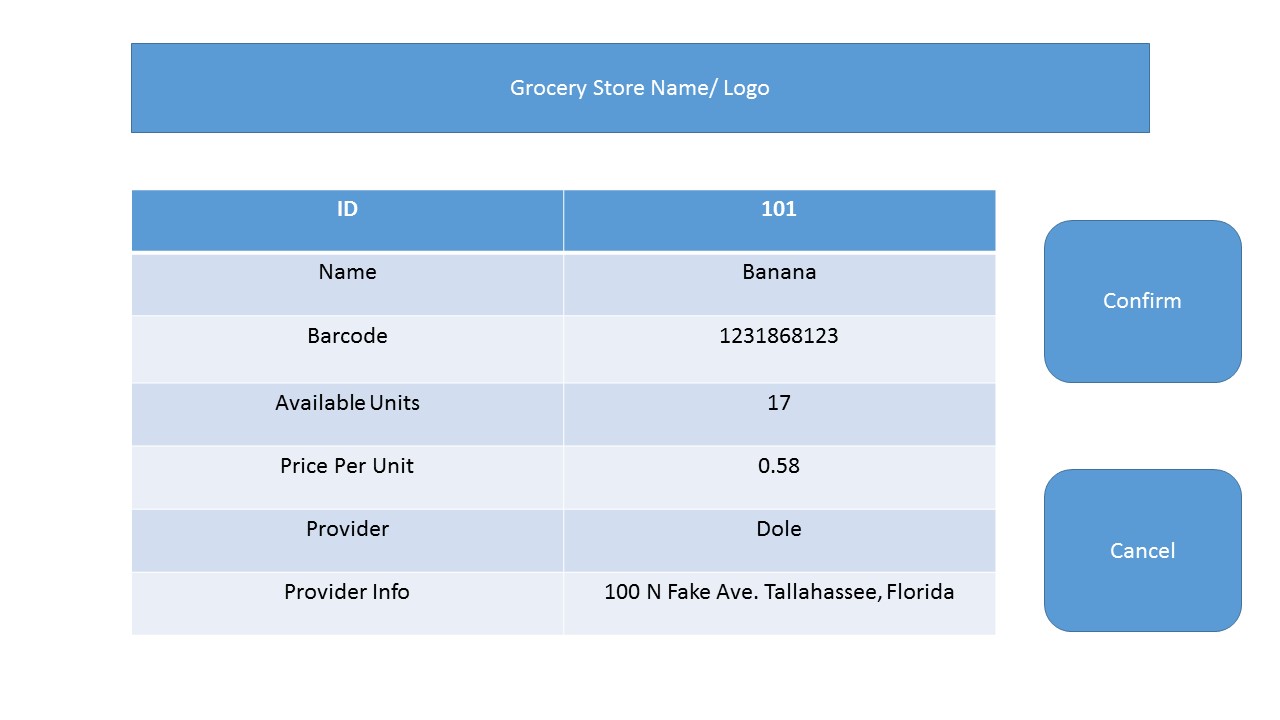 Grocery Store Name/ Logo
ID 101
Name Banana
Barcode 1231868123
Available Units 17
Price Per Unit 0.58
Provider Dole
Provider Info 100 N Fake Ave. Tallahassee, Florida
Confirm
Cancel